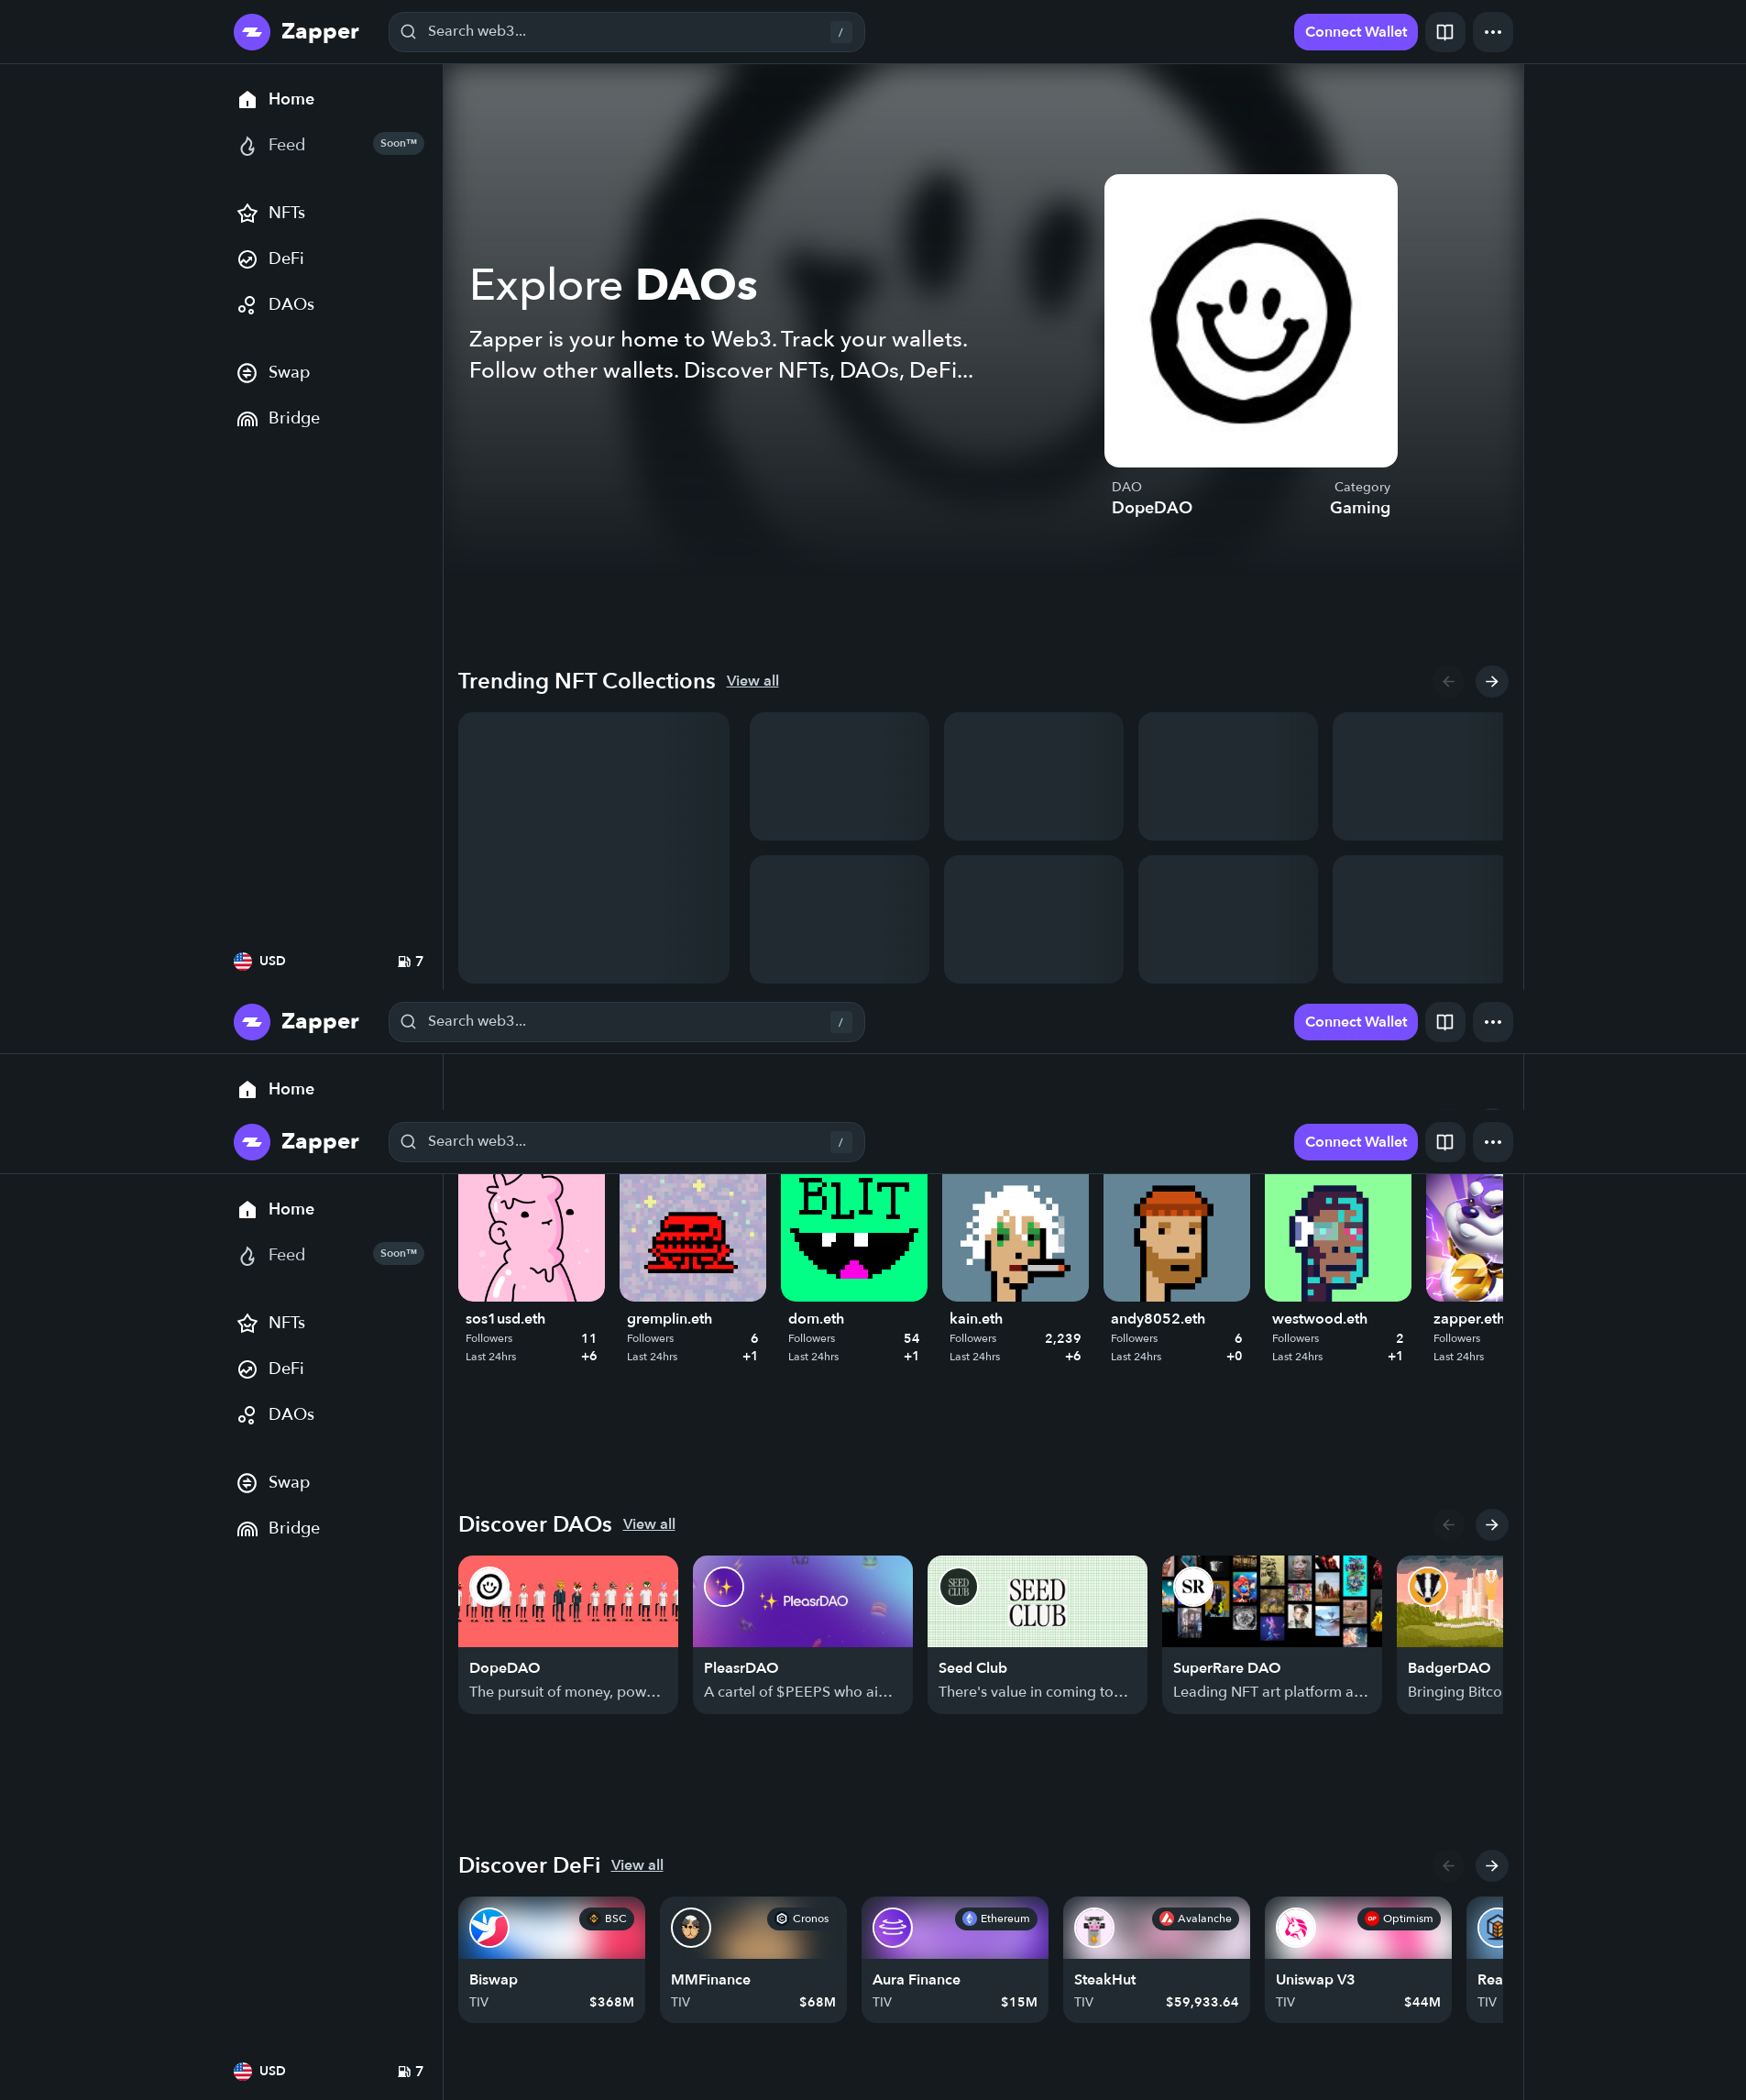 Zapper
Search web3...
/
Connect Wallet
Home
Feed
Soon™
NFTs
DeFi
DAOs
Swap
Bridge
Explore DAOs
Zapper is your home to Web3. Track your wallets.
Follow other wallets. Discover NFTs, DAOs, DeFi...
DAO
Category
DopeDAO
Gaming
Trending NFT Collections
View all
USD
7
Zapper
Search web3...
/
Connect Wallet
Home
Zapper
Search web3...
/
Connect Wallet
Home
Feed
Soon™
NFTs
DeFi
DAOs
Swap
Bridge
BLIT
sos1usd.eth
Followers 11
Last 24hrs +6
gremplin.eth
Followers 6
Last 24hrs +1
dom.eth
Followers 54
Last 24hrs +1
kain.eth
Followers 2,239
Last 24hrs +6
andy8052.eth
Followers 6
Last 24hrs +0
westwood.eth
Followers 2
Last 24hrs +1
zapper.eth
Followers
Last 24hrs
Discover DAOs
View all
DopeDAO
The pursuit of money, pow...
PleasrDAO
PleasrDAO
A cartel of $PEEPS who ai...
SEED
CLUB
SEED
CLUB
Seed Club
There's value in coming to...
SR
SuperRare DAO
Leading NFT art platform a...
BadgerDAO
Bringing Bitco
Discover DeFi
View all
BSC
Biswap
TIV $368M
Cronos
MMFinance
TIV $68M
Ethereum
Aura Finance
TIV $15M
Avalanche
SteakHut
TIV $59,933.64
OP
Optimism
Uniswap V3
TIV $44M
Rea
TIV
USD
7